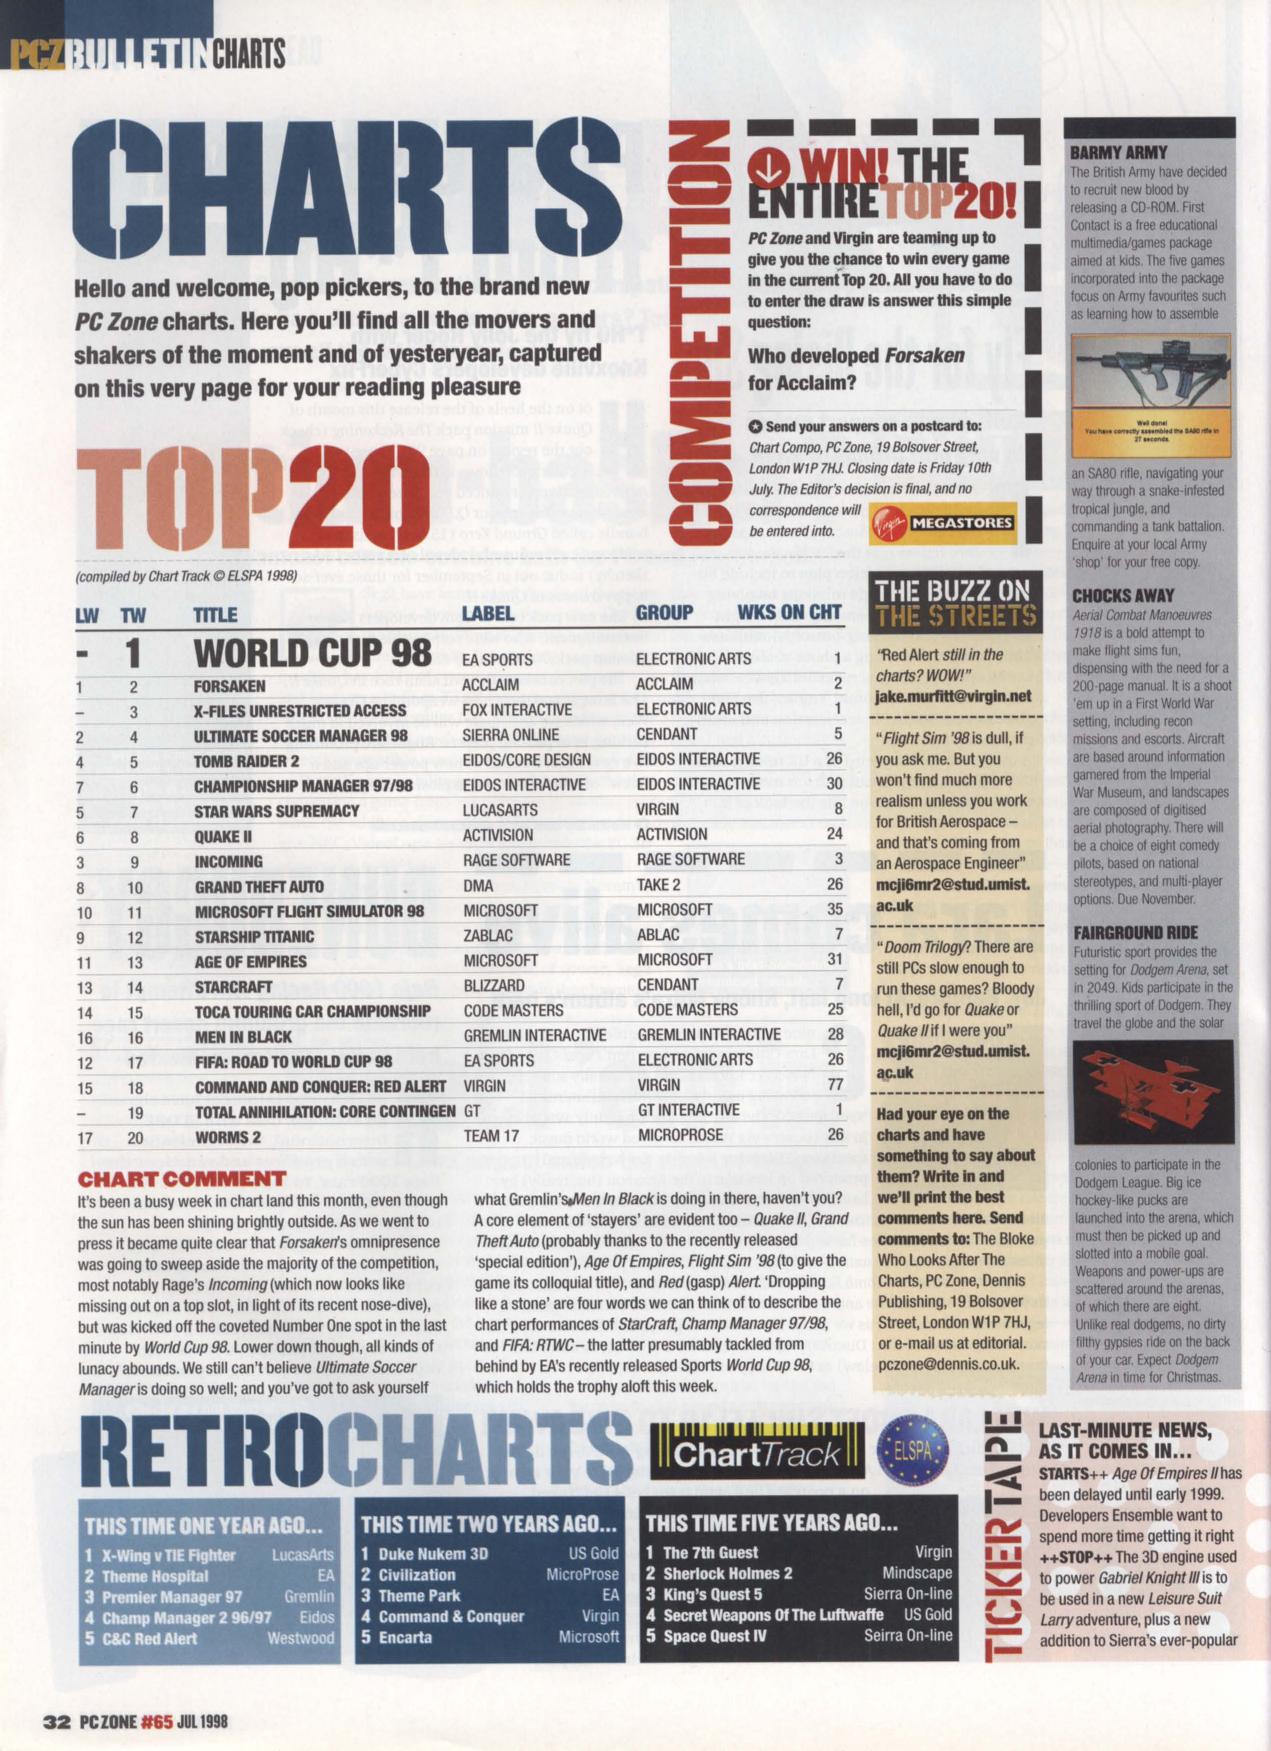 PCZBULLETINCHARTS
CHARTS
Hello and welcome, pop pickers, to the brand new
PC Zone charts. Here you'll find all the movers and
shakers of the moment and of yesteryear, captured
on this very page for your reading pleasure
TOP20
(compiled by Chart Track © ELSPA 1998)
LW TW TITLE LABEL GROUP WKS ON CHT
- 1 WORLD CUP 98 EA SPORTS ELECTRONIC ARTS 1
1 2 FORSAKEN ACCLAIM ACCLAIM 2
– 3 X-FILES UNRESTRICTED ACCESS FOX INTERACTIVE ELECTRONIC ARTS 1
2 4 ULTIMATE SOCCER MANAGER 98 SIERRA ONLINE CENDANT 5
4 5 TOMB RAIDER 2 EIDOS/CORE DESIGN EIDOS INTERACTIVE 26
7 6 CHAMPIONSHIP MANAGER 97/98 EIDOS INTERACTIVE EIDOS INTERACTIVE 30
5 7 STAR WARS SUPREMACY LUCASARTS VIRGIN 8
6 8 QUAKE II ACTIVISION ACTIVISION 24
3 9 INCOMING RAGE SOFTWARE RAGE SOFTWARE 3
8 10 GRAND THEFT AUTO DMA TAKE 2 26
10 11 MICROSOFT FLIGHT SIMULATOR 98 MICROSOFT MICROSOFT 35
9 12 STARSHIP TITANIC ZABLAC ABLAC 7
11 13 AGE OF EMPIRES MICROSOFT MICROSOFT 31
13 14 STARCRAFT BLIZZARD CENDANT 7
14 15 TOCA TOURING CAR CHAMPIONSHIP CODE MASTERS CODE MASTERS 25
16 16 MEN IN BLACK GREMLIN INTERACTIVE GREMLIN INTERACTIVE 28
12 17 FIFA: ROAD TO WORLD CUP 98 EA SPORTS ELECTRONIC ARTS 26
15 18 COMMAND AND CONQUER: RED ALERT VIRGIN VIRGIN 77
– 19 TOTAL ANNIHILATION: CORE CONTINGEN GT GT INTERACTIVE 1
17 20 WORMS 2 TEAM 17 MICROPROSE 26
CHART COMMENT
It's been a busy week in chart land this month, even though
the sun has been shining brightly outside. As we went to
press it became quite clear that Forsaken's omnipresence
was going to sweep aside the majority of the competition,
most notably Rage's Incoming (which now looks like
missing out on a top slot, in light of its recent nose-dive),
but was kicked off the coveted Number One spot in the last
minute by World Cup 98. Lower down though, all kinds of
lunacy abounds. We still can't believe Ultimate Soccer
Manager is doing so well; and you've got to ask yourself
what Gremlin's Men In Black is doing in there, haven't you?
A core element of 'stayers' are evident too – Quake II, Grand
Theft Auto (probably thanks to the recently released
'special edition'), Age Of Empires, Flight Sim '98 (to give the
game its colloquial title), and Red (gasp) Alert. 'Dropping
like a stone' are four words we can think of to describe the
chart performances of StarCraft, Champ Manager 97/98,
and FIFA: RTWC – the latter presumably tackled from
behind by EA's recently released Sports World Cup 98,
which holds the trophy aloft this week.
COMPETITION
WIN! THE
ENTIRE TOP20!
PC Zone and Virgin are teaming up to
give you the chance to win every game
in the current Top 20. All you have to do
to enter the draw is answer this simple
question:
Who developed Forsaken
for Acclaim?
Send your answers on a postcard to:
Chart Compo, PC Zone, 19 Bolsover Street,
London W1P 7HJ. Closing date is Friday 10th
July. The Editor's decision is final, and no
correspondence will
be entered into.
Virgin MEGASTORES
THE BUZZ ON
THE STREETS
"Red Alert still in the
charts? WOW!"
jake.murfitt@virgin.net
"Flight Sim '98 is dull, if
you ask me. But you
won't find much more
realism unless you work
for British Aerospace –
and that's coming from
an Aerospace Engineer"
mcji6mr2@stud.umist.
ac.uk
"Doom Trilogy? There are
still PCs slow enough to
run these games? Bloody
hell, I'd go for Quake or
Quake II if I were you"
mcji6mr2@stud.umist.
ac.uk
Had your eye on the
charts and have
something to say about
them? Write in and
we'll print the best
comments here. Send
comments to: The Bloke
Who Looks After The
Charts, PC Zone, Dennis
Publishing, 19 Bolsover
Street, London W1P 7HJ,
or e-mail us at editorial.
pczone@dennis.co.uk.
BARMY ARMY
The British Army have decided
to recruit new blood by
releasing a CD-ROM. First
Contact is a free educational
multimedia/games package
aimed at kids. The five games
incorporated into the package
focus on Army favourites such
as learning how to assemble
Well done!
You have correctly assembled the SA80 rifle in
27 seconds.
an SA80 rifle, navigating your
way through a snake-infested
tropical jungle, and
commanding a tank battalion.
Enquire at your local Army
'shop' for your free copy.
CHOCKS AWAY
Aerial Combat Manoeuvres
1918 is a bold attempt to
make flight sims fun,
dispensing with the need for a
200-page manual. It is a shoot
'em up in a First World War
setting, including recon
missions and escorts. Aircraft
are based around information
garnered from the Imperial
War Museum, and landscapes
are composed of digitised
aerial photography. There will
be a choice of eight comedy
pilots, based on national
stereotypes, and multi-player
options. Due November.
FAIRGROUND RIDE
Futuristic sport provides the
setting for Dodgem Arena, set
in 2049. Kids participate in the
thrilling sport of Dodgem. They
travel the globe and the solar
colonies to participate in the
Dodgem League. Big ice
hockey-like pucks are
launched into the arena, which
must then be picked up and
slotted into a mobile goal.
Weapons and power-ups are
scattered around the arenas,
of which there are eight.
Unlike real dodgems, no dirty
filthy gypsies ride on the back
of your car. Expect Dodgem
Arena in time for Christmas.
RETROCHARTS
ChartTrack
ELSPA
THIS TIME ONE YEAR AGO...
1 X-Wing v TIE Fighter LucasArts
2 Theme Hospital EA
3 Premier Manager 97 Gremlin
4 Champ Manager 2 96/97 Eidos
5 C&C Red Alert Westwood
THIS TIME TWO YEARS AGO...
1 Duke Nukem 3D US Gold
2 Civilization MicroProse
3 Theme Park EA
4 Command & Conquer Virgin
5 Encarta Microsoft
THIS TIME FIVE YEARS AGO...
1 The 7th Guest Virgin
2 Sherlock Holmes 2 Mindscape
3 King's Quest 5 Sierra On-line
4 Secret Weapons Of The Luftwaffe US Gold
5 Space Quest IV Seirra On-line
TICKERTAPE
LAST-MINUTE NEWS,
AS IT COMES IN...
STARTS++ Age Of Empires II has
been delayed until early 1999.
Developers Ensemble want to
spend more time getting it right
++STOP++ The 3D engine used
to power Gabriel Knight III is to
be used in a new Leisure Suit
Larry adventure, plus a new
addition to Sierra's ever-popular
32 PC ZONE #65 JUL 1998